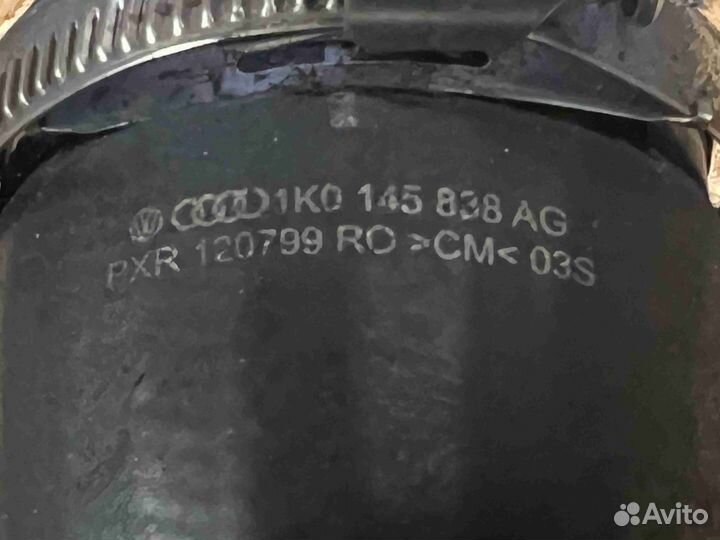 1K0 145 838 AG
PXR 120799 RO >CM< 03S
Avito